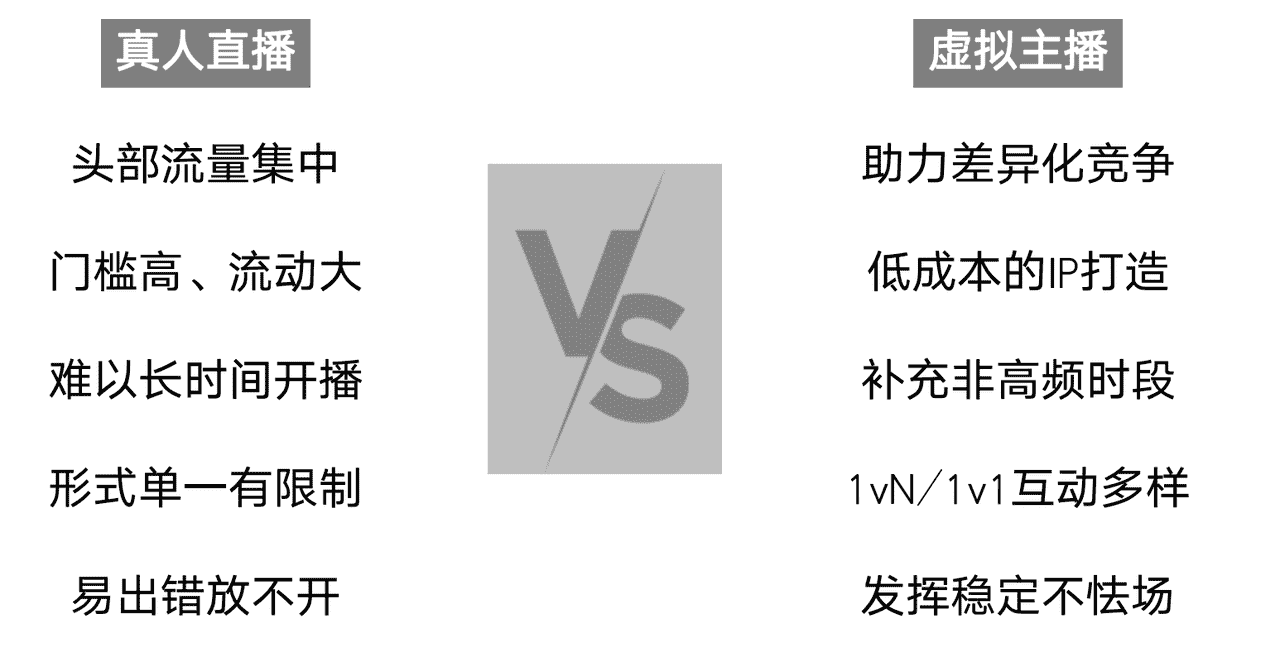 真人直播
头部流量集中
门槛高、流动大
难以长时间开播
形式单一有限制
易出错放不开
VS
虚拟主播
助力差异化竞争
低成本的IP打造
补充非高频时段
1vN/1v1互动多样
发挥稳定不怯场